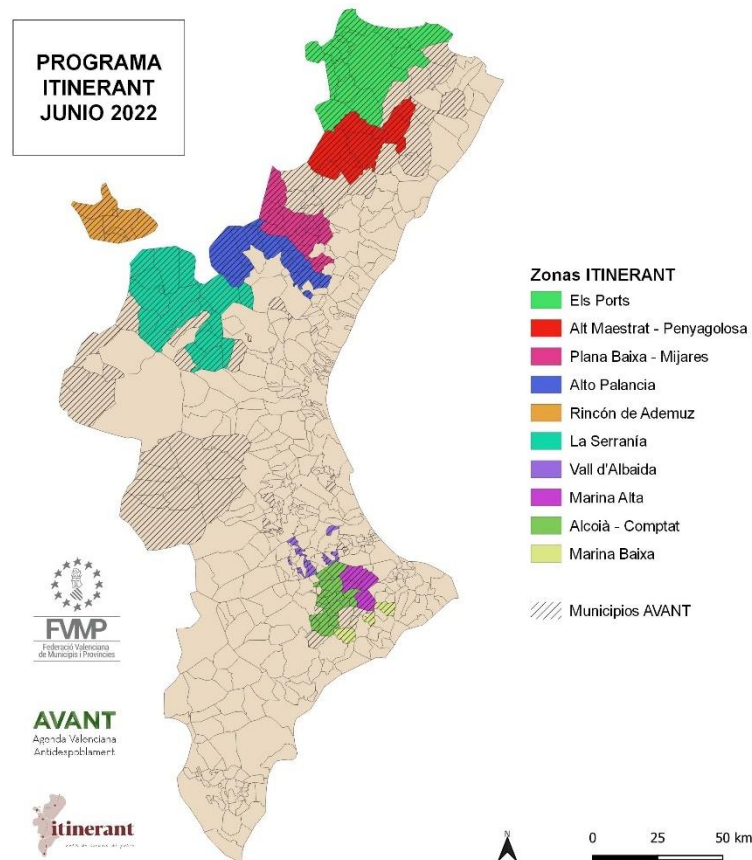 PROGRAMA
ITINERANT
JUNIO 2022
Zonas ITINERANT
Els Ports
Alt Maestrat - Penyagolosa
Plana Baixa - Mijares
Alto Palancia
Rincón de Ademuz
La Serranía
Vall d'Albaida
Marina Alta
Alcoià - Comptat
Marina Baixa
Municipios AVANT
FVMP
Federació Valenciana
de Municipis i Províncies
AVANT
Agenda Valenciana
Antidespoblament
itinerant
N
0 25 50 km